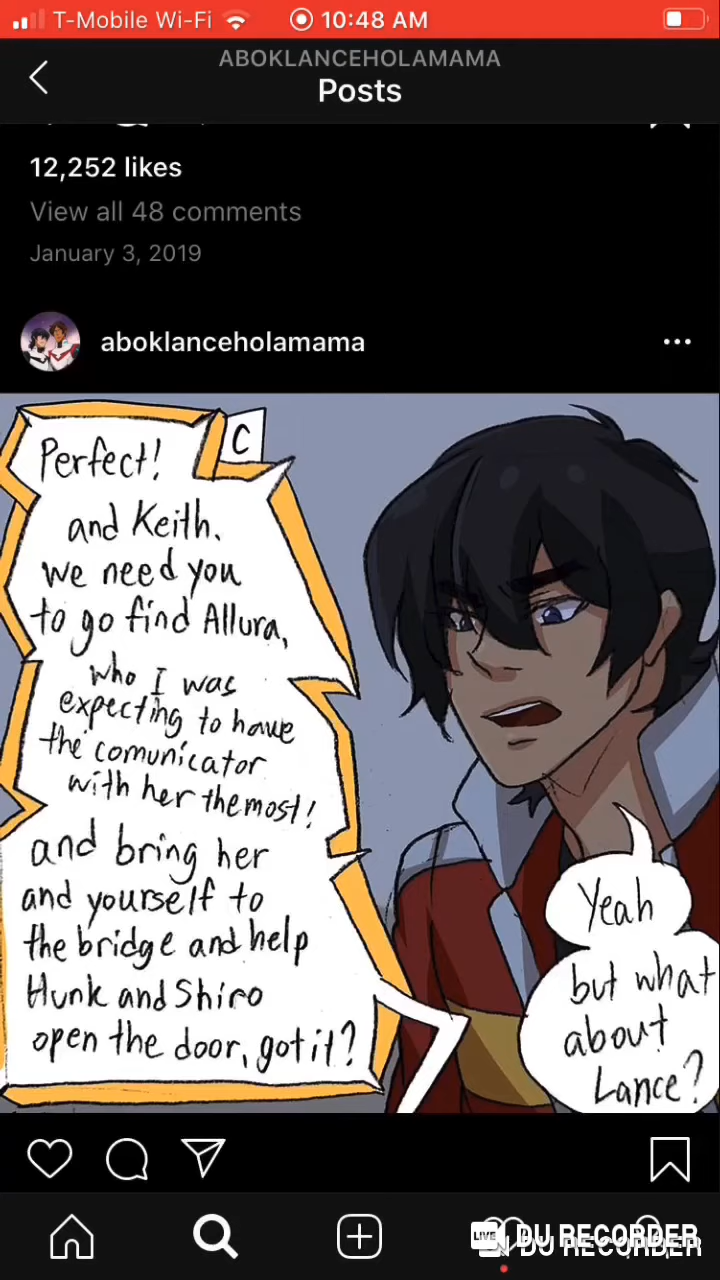 T-Mobile Wi-Fi 10:48 AM
ABOKLANCEHOLAMAMA
Posts
12,252 likes
View all 48 comments
January 3, 2019
aboklanceholamama
C
Perfect!
and Keith.
we need you
to go find Allura,
who I was
expecting to have
the comunicator
with her the most!
and bring her
and yourself to
the bridge and help
Hunk and Shiro
open the door, got it?
Yeah
but what
about
Lance?
LIVE
DU RECORDER
DU RECORDER